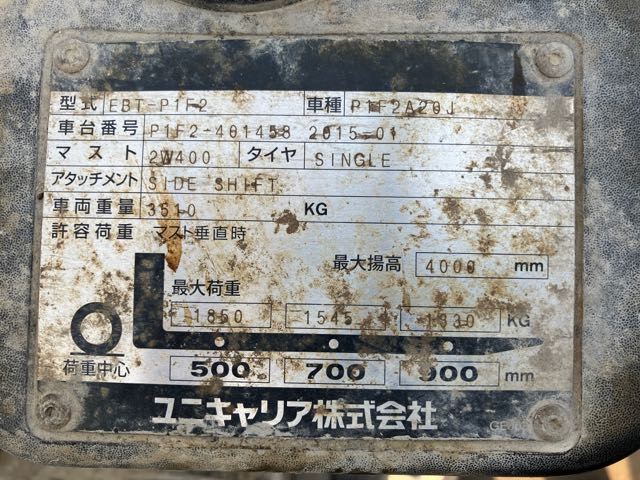 型式 EBT-P1F2 車種 P1F2A20J
車台番号 P1F2-401458 2015-01
マスト 2W400 タイヤ SINGLE
アタッチメント SIDE SHIFT
車両重量 3510 KG
許容荷重 マスト垂直時
最大揚高 4000 mm
最大荷重
1850 1545 1330 KG
荷重中心 500 700 900 mm
ユニキャリア株式会社